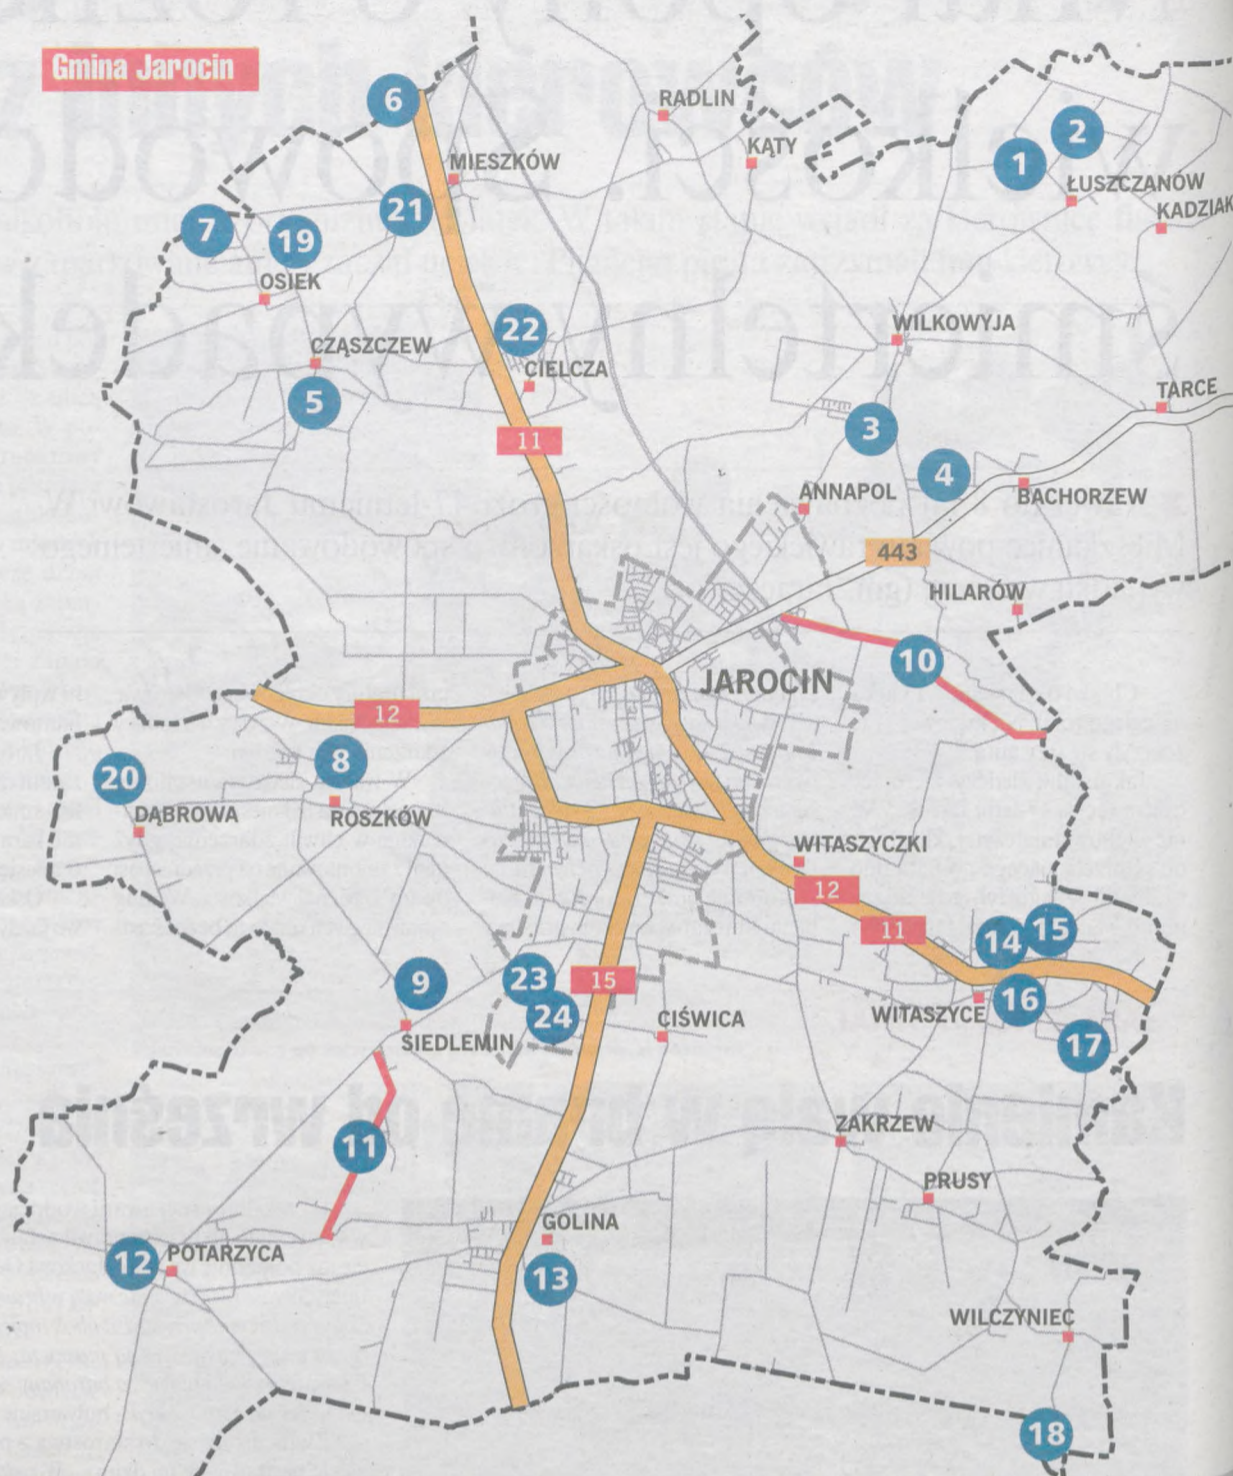 Gmina Jarocin
6
RADLIN
2
KĄTY
1
MIESZKÓW
ŁUSZCZANÓW
21
KADZIAK
7
19
OSIEK
22
WILKOWYJA
CZĄSZCZEW
CIELCZA
TARCE
5
3
11
4
ANNAPOL
BACHORZEW
443
HILARÓW
10
JAROCIN
12
8
20
DĄBROWA
ROSZKÓW
WITASZYCZKI
12
11
15
14
9
23
15
16
24
CIŚWICA
WITASZYCE
SIEDLEMIN
17
11
ZAKRZEW
PRUSY
GOLINA
12
POTARZYCA
13
WILCZYNIEC
18